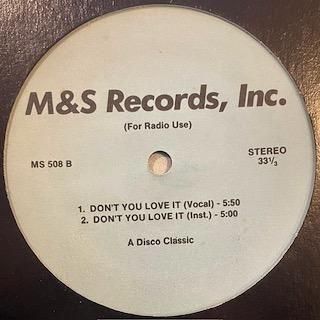 M&S Records, Inc.
(For Radio Use)
MS 508 B
STEREO
33⅓
1. DON'T YOU LOVE IT (Vocal) - 5:50
2. DON'T YOU LOVE IT (Inst.) - 5:00
A Disco Classic